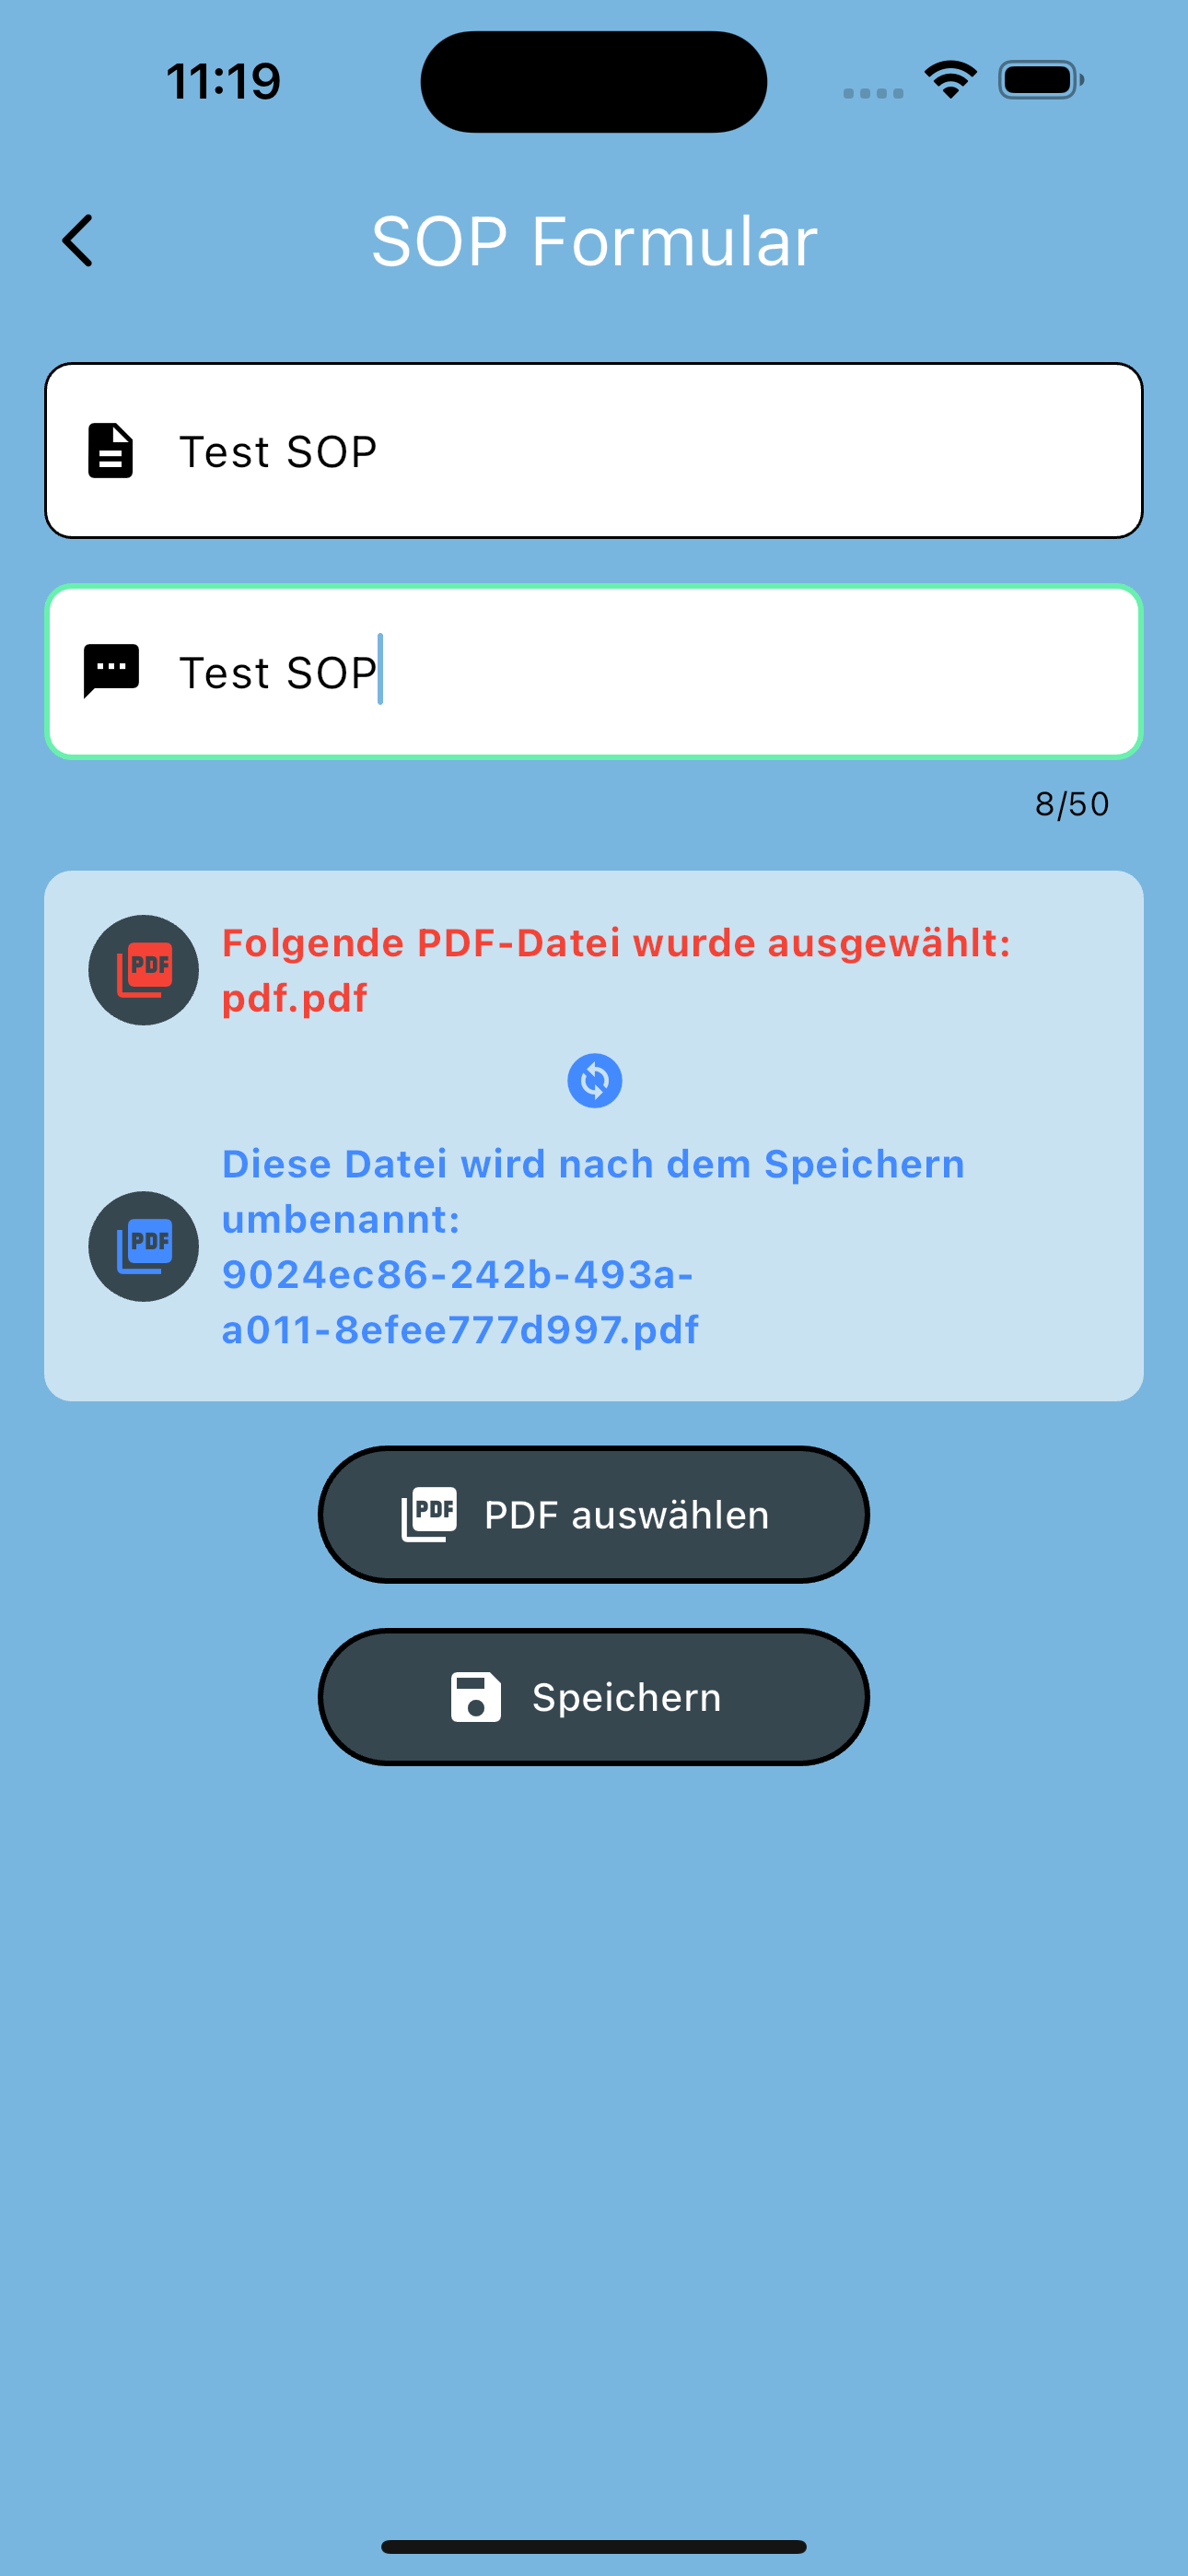 11:19
SOP Formular
Test SOP
Test SOP
8/50
PDF
Folgende PDF-Datei wurde ausgewählt:
pdf.pdf
Diese Datei wird nach dem Speichern
umbenannt:
PDF
9024ec86-242b-493a-
a011-8efee777d997.pdf
PDF PDF auswählen
Speichern